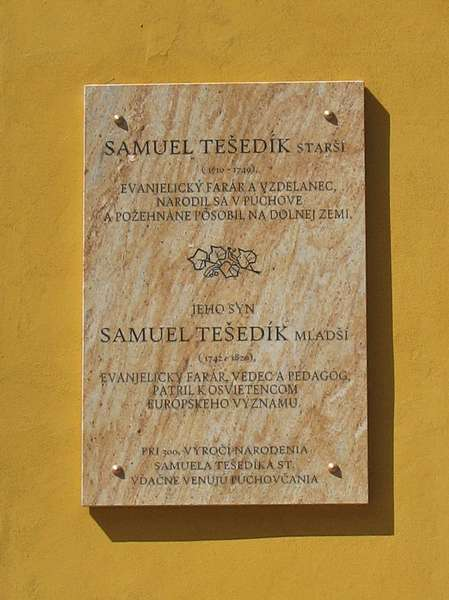 SAMUEL TEŠEDÍK STARŠÍ
(1710 - 1749),
EVANJELICKÝ FARÁR A VZDELANEC,
NARODIL SA V PÚCHOVE
A POŽEHNANE PÔSOBIL NA DOLNEJ ZEMI.
JEHO SYN
SAMUEL TEŠEDÍK MLADŠÍ
(1742 - 1820),
EVANJELICKÝ FARÁR, VEDEC A PEDAGÓG,
PATRIL K OSVIETENCOM
EURÓPSKEHO VÝZNAMU.
PRI 300. VÝROČÍ NARODENIA
SAMUELA TEŠEDÍKA ST.
VĎAČNE VENUJÚ PÚCHOVČANIA